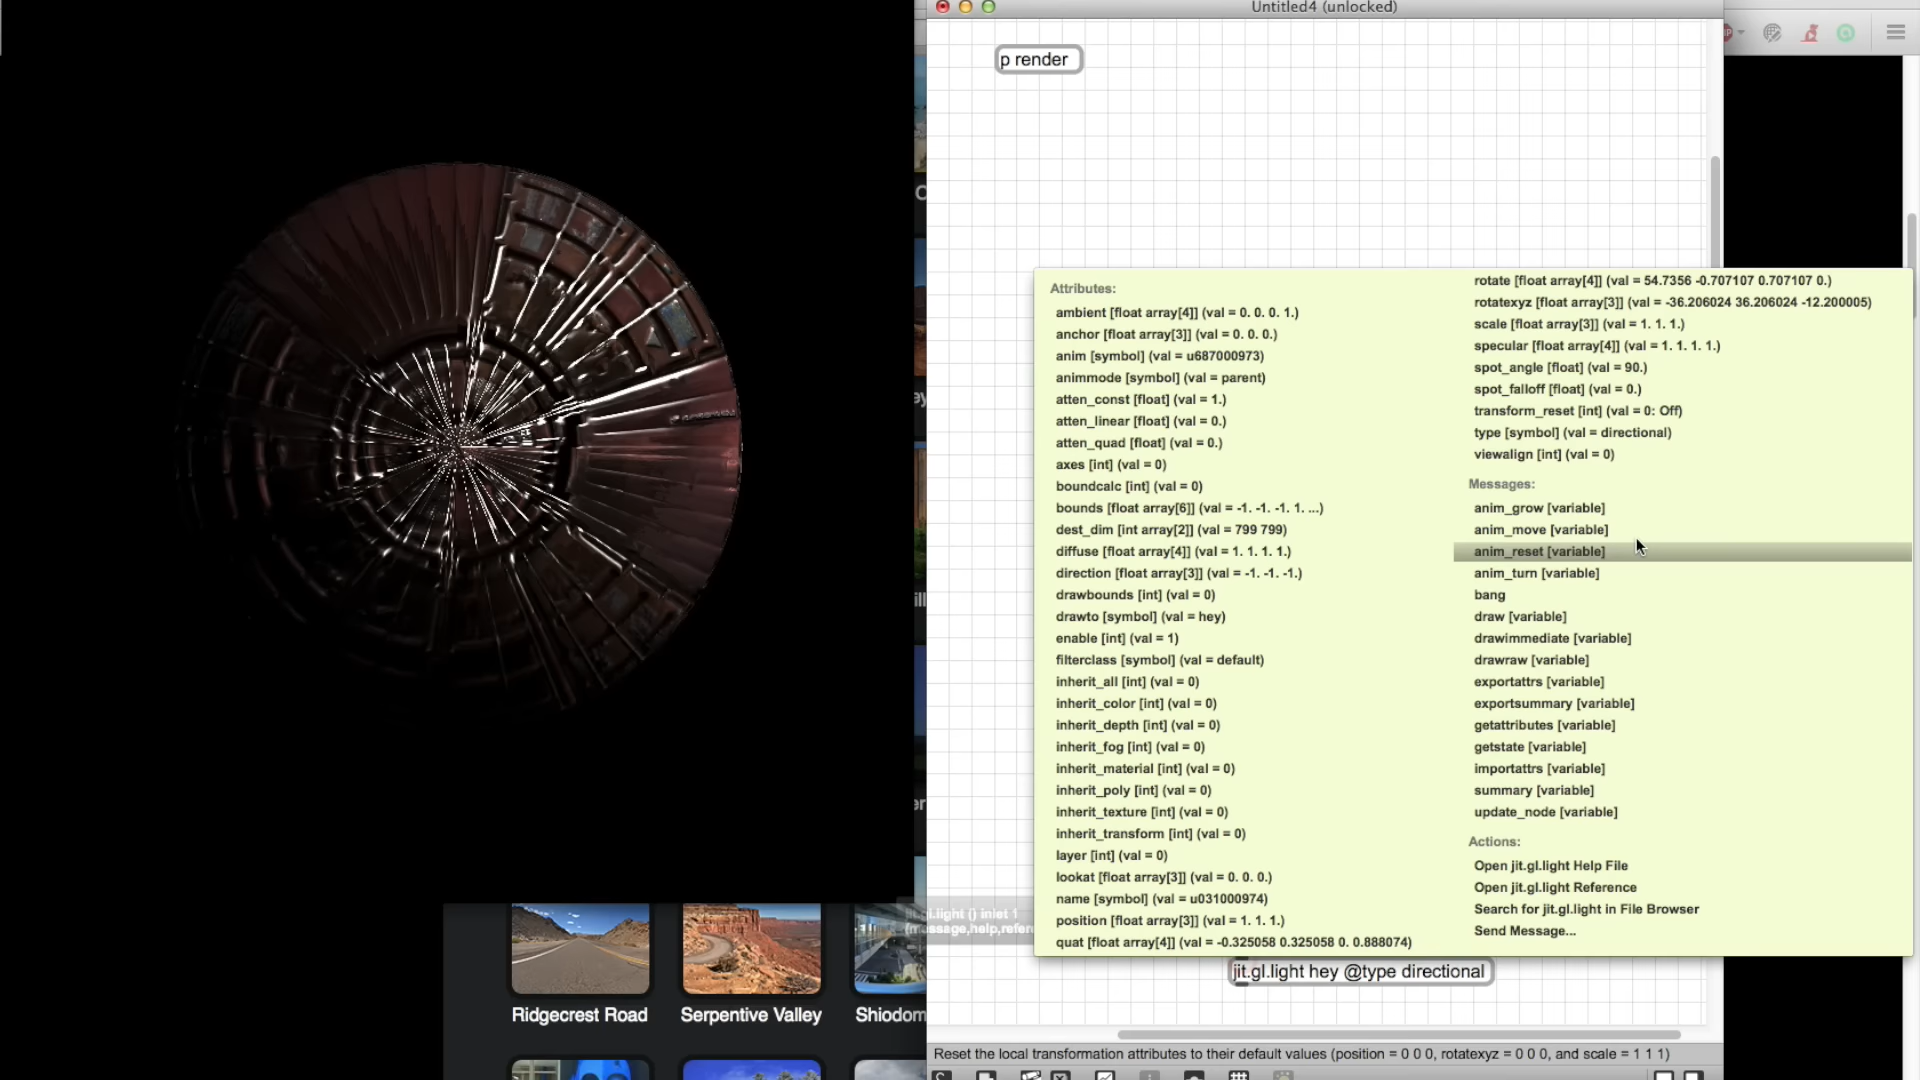 Untitled4 (unlocked)
p render
Attributes:
ambient [float array[4]] (val = 0. 0. 0. 1.)
anchor [float array[3]] (val = 0. 0. 0.)
anim [symbol] (val = u687000973)
animmode [symbol] (val = parent)
atten_const [float] (val = 1.)
atten_linear [float] (val = 0.)
atten_quad [float] (val = 0.)
axes [int] (val = 0)
boundcalc [int] (val = 0)
bounds [float array[6]] (val = -1. -1. -1. 1. ...)
dest_dim [int array[2]] (val = 799 799)
diffuse [float array[4]] (val = 1. 1. 1. 1.)
direction [float array[3]] (val = -1. -1. -1.)
drawbounds [int] (val = 0)
drawto [symbol] (val = hey)
enable [int] (val = 1)
filterclass [symbol] (val = default)
inherit_all [int] (val = 0)
inherit_color [int] (val = 0)
inherit_depth [int] (val = 0)
inherit_fog [int] (val = 0)
inherit_material [int] (val = 0)
inherit_poly [int] (val = 0)
inherit_texture [int] (val = 0)
inherit_transform [int] (val = 0)
layer [int] (val = 0)
lookat [float array[3]] (val = 0. 0. 0.)
name [symbol] (val = u031000974)
position [float array[3]] (val = 1. 1. 1.)
quat [float array[4]] (val = -0.325058 0.325058 0. 0.888074)
rotate [float array[4]] (val = 54.7356 -0.707107 0.707107 0.)
rotatexyz [float array[3]] (val = -36.206024 36.206024 -12.200005)
scale [float array[3]] (val = 1. 1. 1.)
specular [float array[4]] (val = 1. 1. 1. 1.)
spot_angle [float] (val = 90.)
spot_falloff [float] (val = 0.)
transform_reset [int] (val = 0: Off)
type [symbol] (val = directional)
viewalign [int] (val = 0)
Messages:
anim_grow [variable]
anim_move [variable]
anim_reset [variable]
anim_turn [variable]
bang
draw [variable]
drawimmediate [variable]
drawraw [variable]
exportattrs [variable]
exportsummary [variable]
getattributes [variable]
getstate [variable]
importattrs [variable]
summary [variable]
update_node [variable]
Actions:
Open jit.gl.light Help File
Open jit.gl.light Reference
Search for jit.gl.light in File Browser
Send Message...
jit.gl.light () inlet 1
(message,help,refere
jit.gl.light hey @type directional
Ridgecrest Road
Serpentive Valley
Shiodom
Reset the local transformation attributes to their default values (position = 0 0 0, rotatexyz = 0 0 0, and scale = 1 1 1)